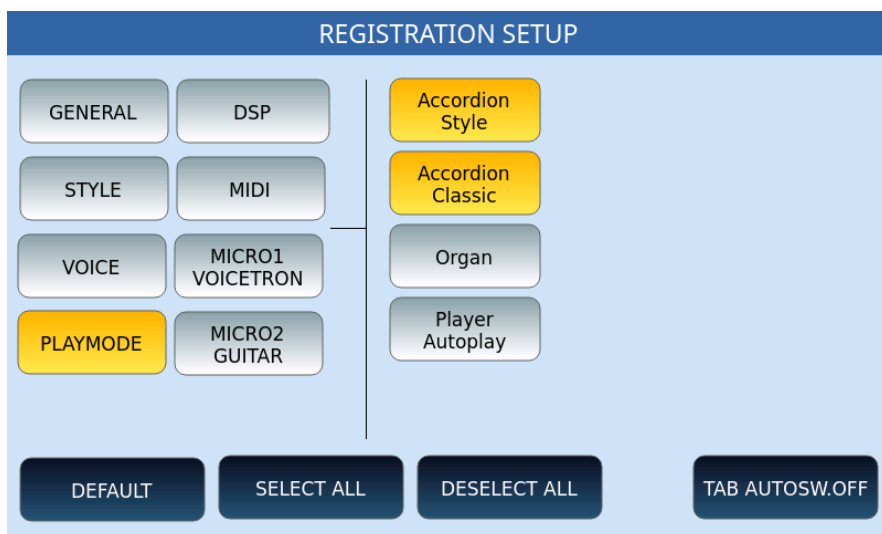 REGISTRATION SETUP
GENERAL
DSP
STYLE
MIDI
VOICE
MICRO1
VOICETRON
PLAYMODE
MICRO2
GUITAR
Accordion
Style
Accordion
Classic
Organ
Player
Autoplay
DEFAULT
SELECT ALL
DESELECT ALL
TAB AUTOSW.OFF